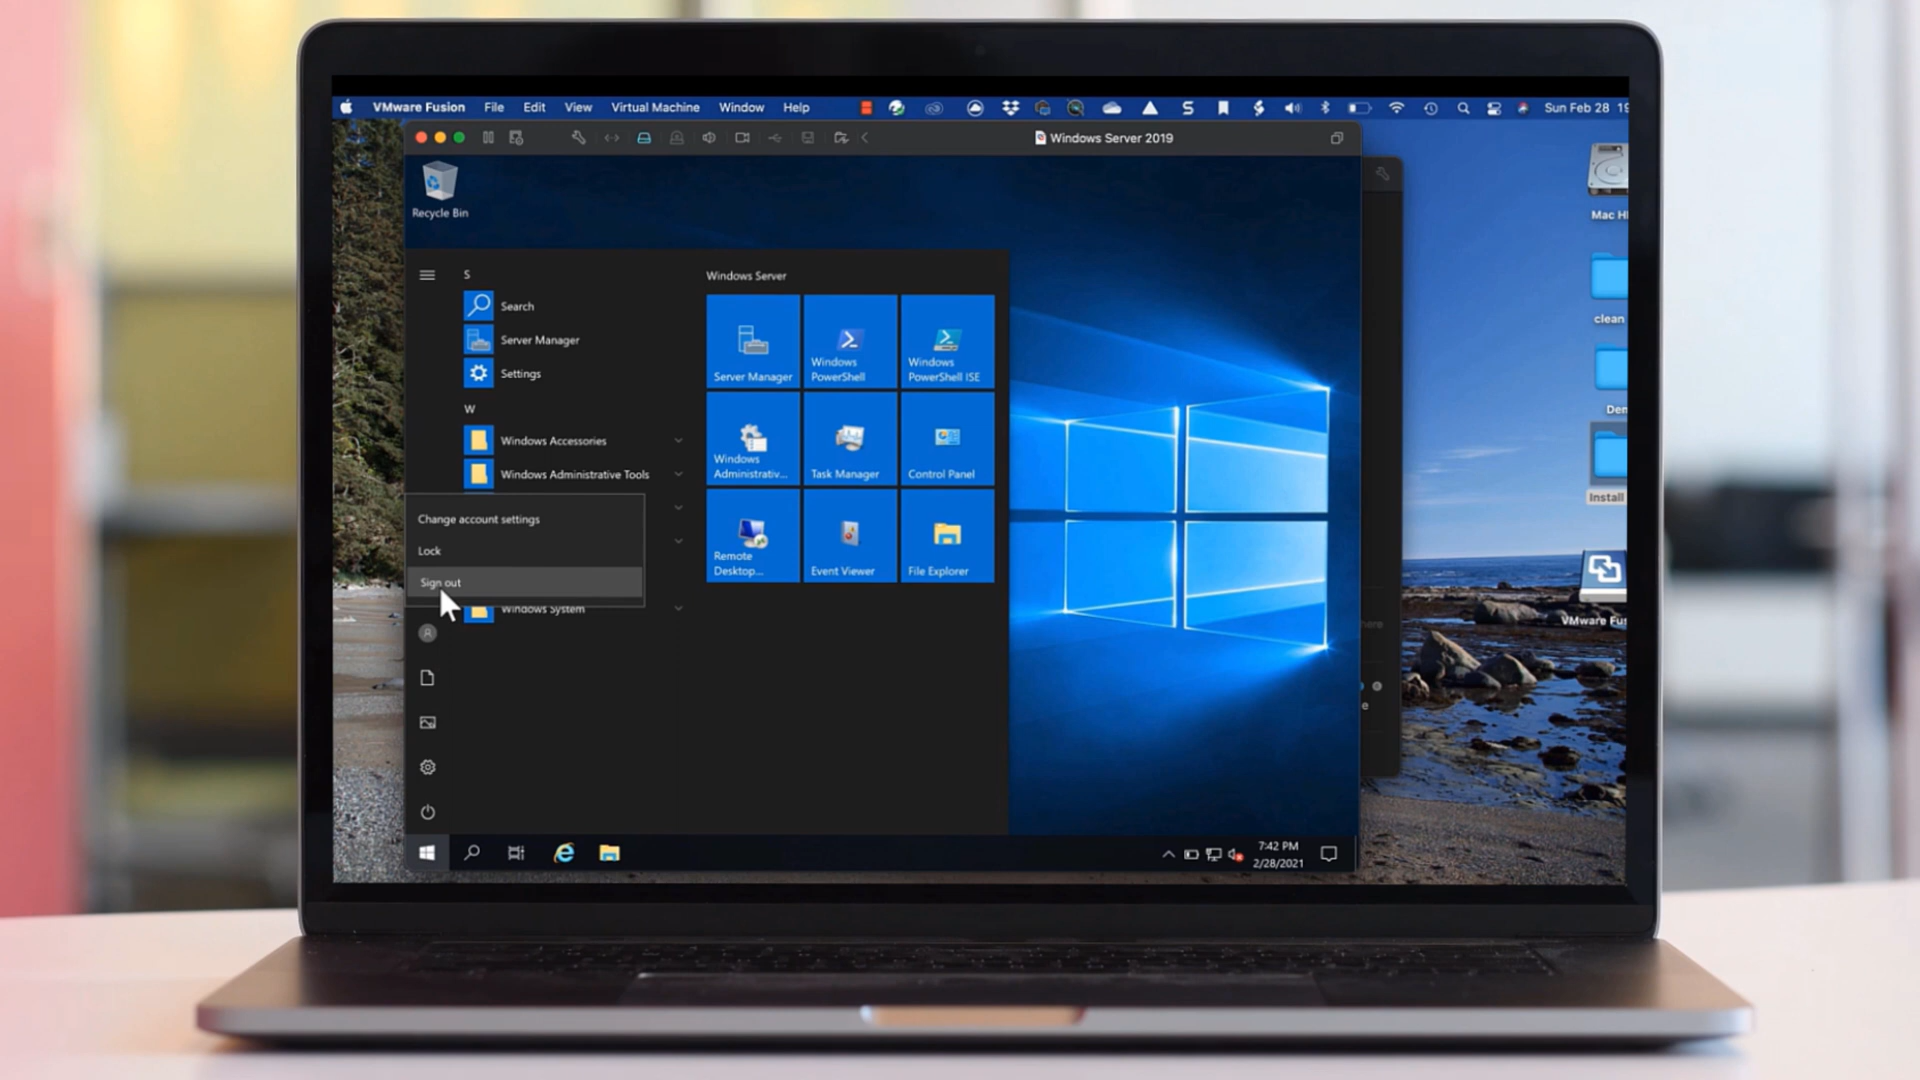 VMware Fusion File Edit View Virtual Machine Window Help Sun Feb 28
Windows Server 2019
Recycle Bin
Mac H
clean
Install
VMware Fu
S
Search
Server Manager
Settings
W
Windows Accessories
Windows Administrative Tools
Change account settings
Lock
Sign out
Windows System
Windows Server
Server Manager
Windows
PowerShell
Windows
PowerShell ISE
Windows
Administrativ...
Task Manager
Control Panel
Remote
Desktop...
Event Viewer
File Explorer
7:42 PM
2/28/2021